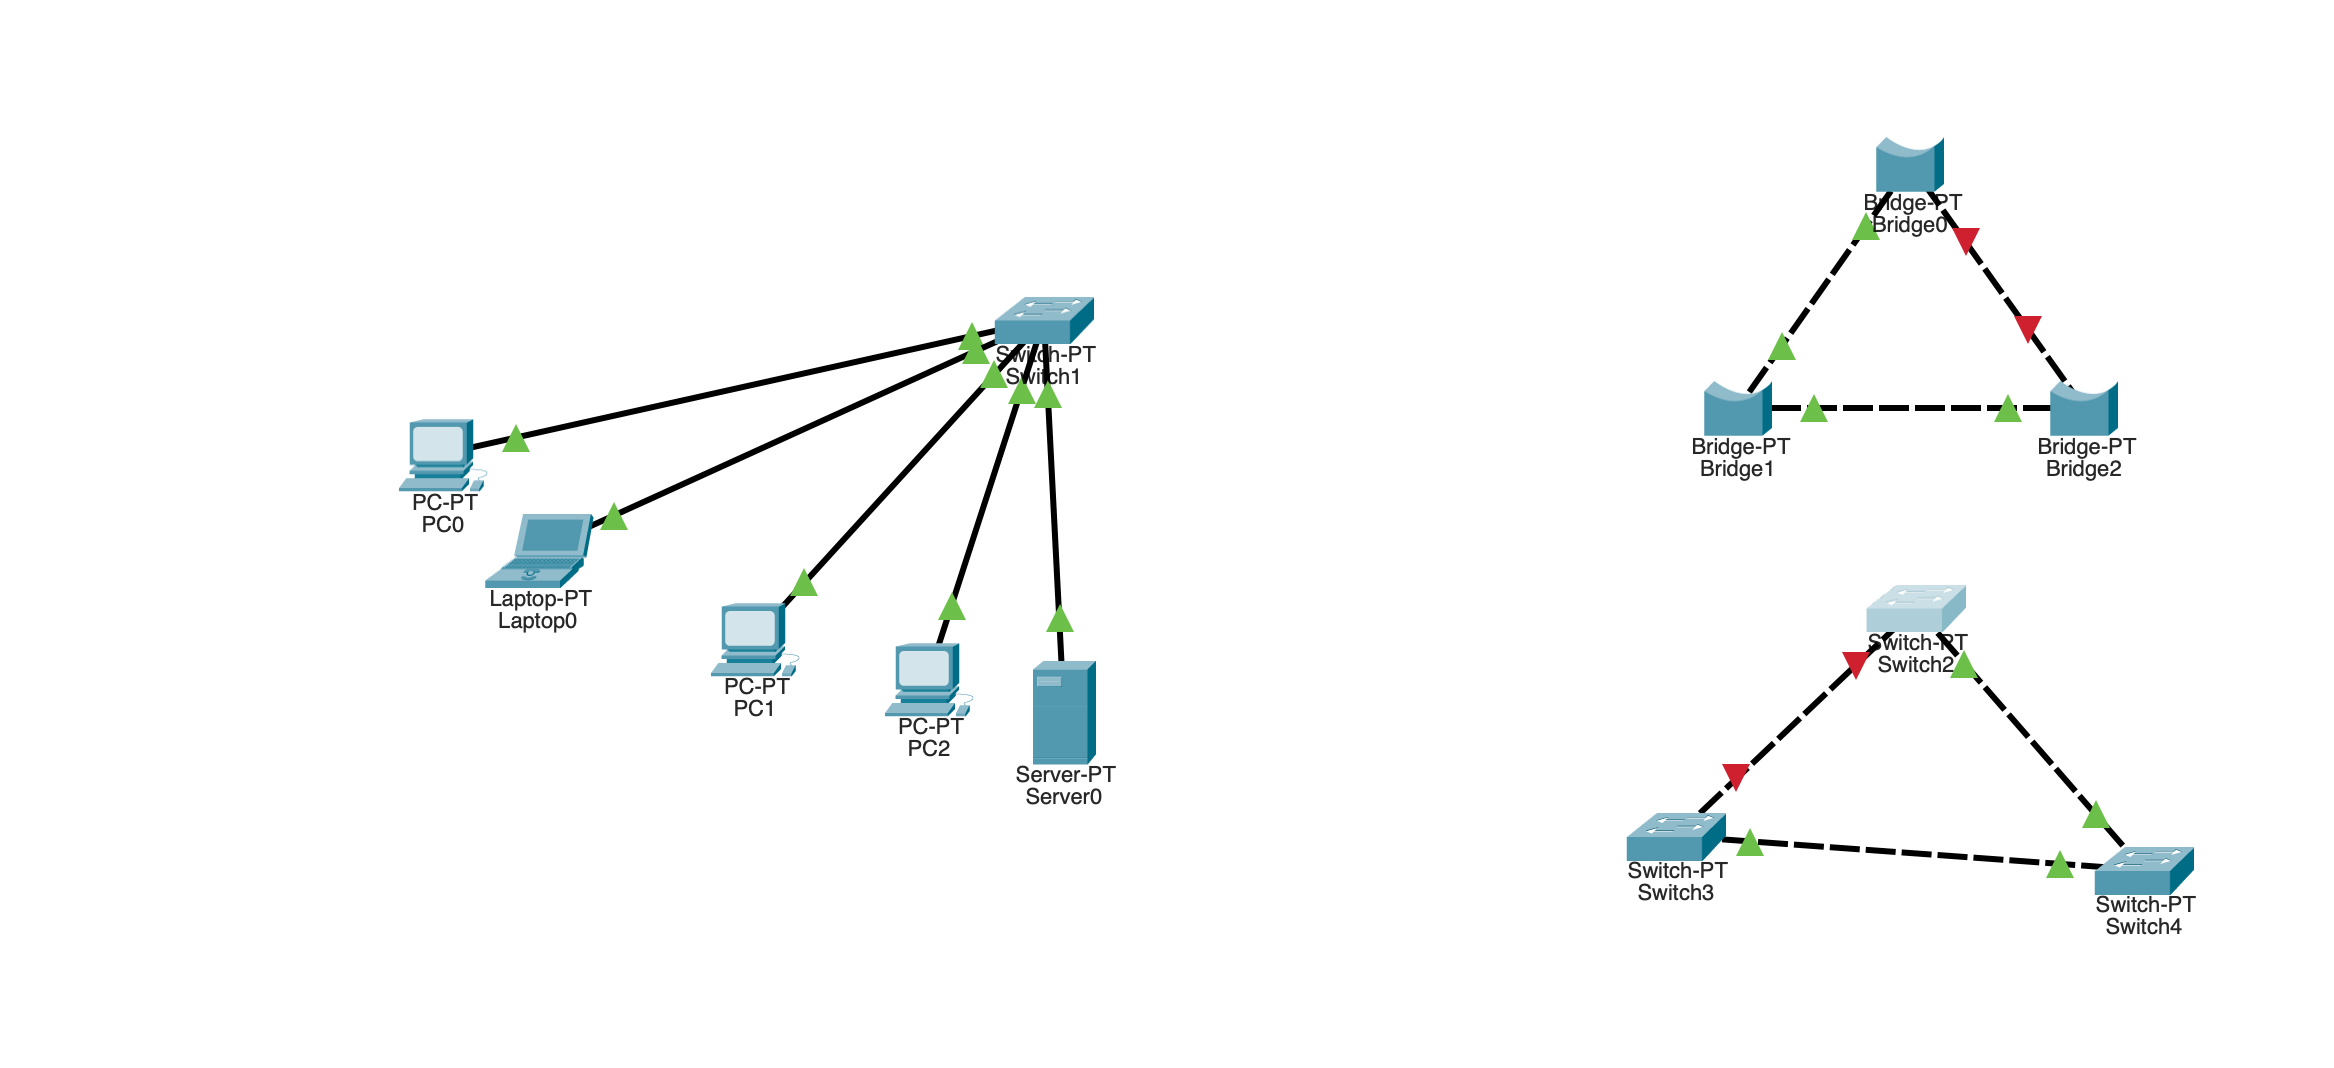 Switch-PT
Switch1
PC-PT
PC0
Laptop-PT
Laptop0
PC-PT
PC1
PC-PT
PC2
Server-PT
Server0
Bridge-PT
Bridge0
Bridge-PT
Bridge1
Bridge-PT
Bridge2
Switch-PT
Switch2
Switch-PT
Switch3
Switch-PT
Switch4